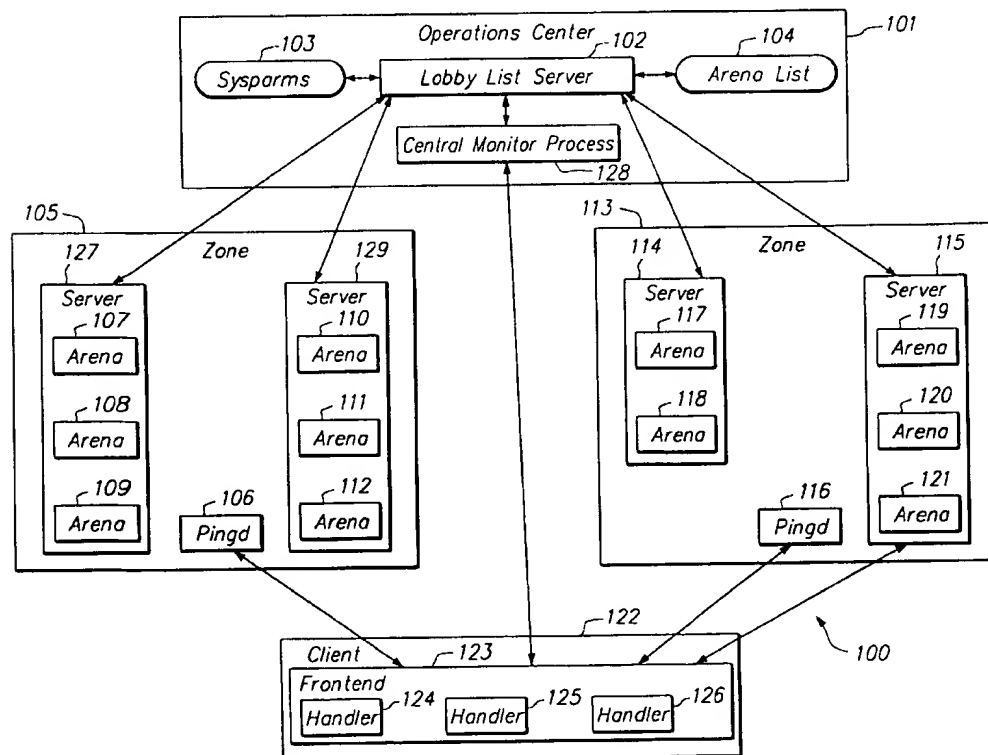 Operations Center
101
103
102
104
Sysparms
Lobby List Server
Arena List
Central Monitor Process
128
105
Zone
127
129
Server
107
Arena
108
Arena
109
Arena
106
Pingd
Server
110
Arena
111
Arena
112
Arena
113
Zone
114
115
Server
117
Arena
118
Arena
116
Pingd
Server
119
Arena
120
Arena
121
Arena
122
Client
123
Frontend
124
Handler
125
Handler
126
Handler
100